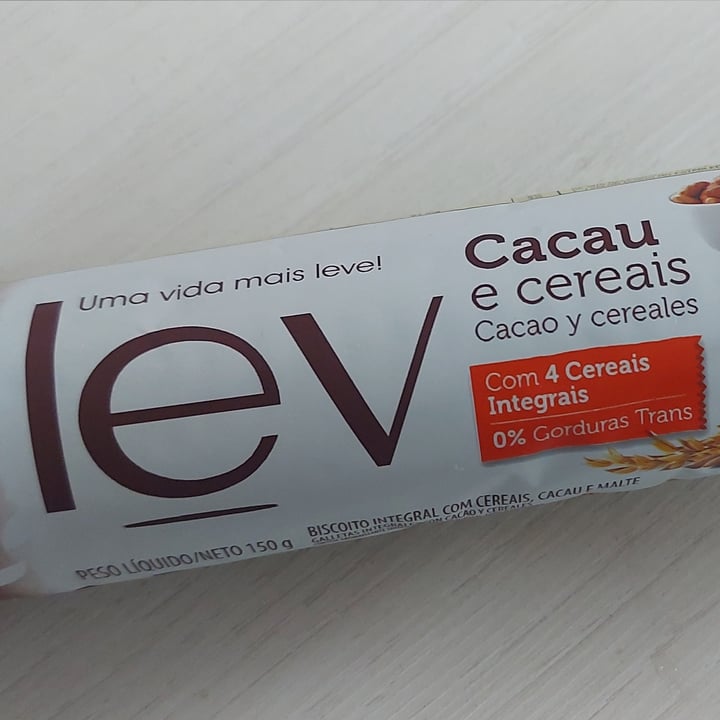 Uma vida mais leve!
lev
Cacau
e cereais
Cacao y cereales
Com 4 Cereais
Integrais
0% Gorduras Trans
BISCOITO INTEGRAL COM CEREAIS, CACAU E MALTE
PESO LÍQUIDO/NETO 150 g